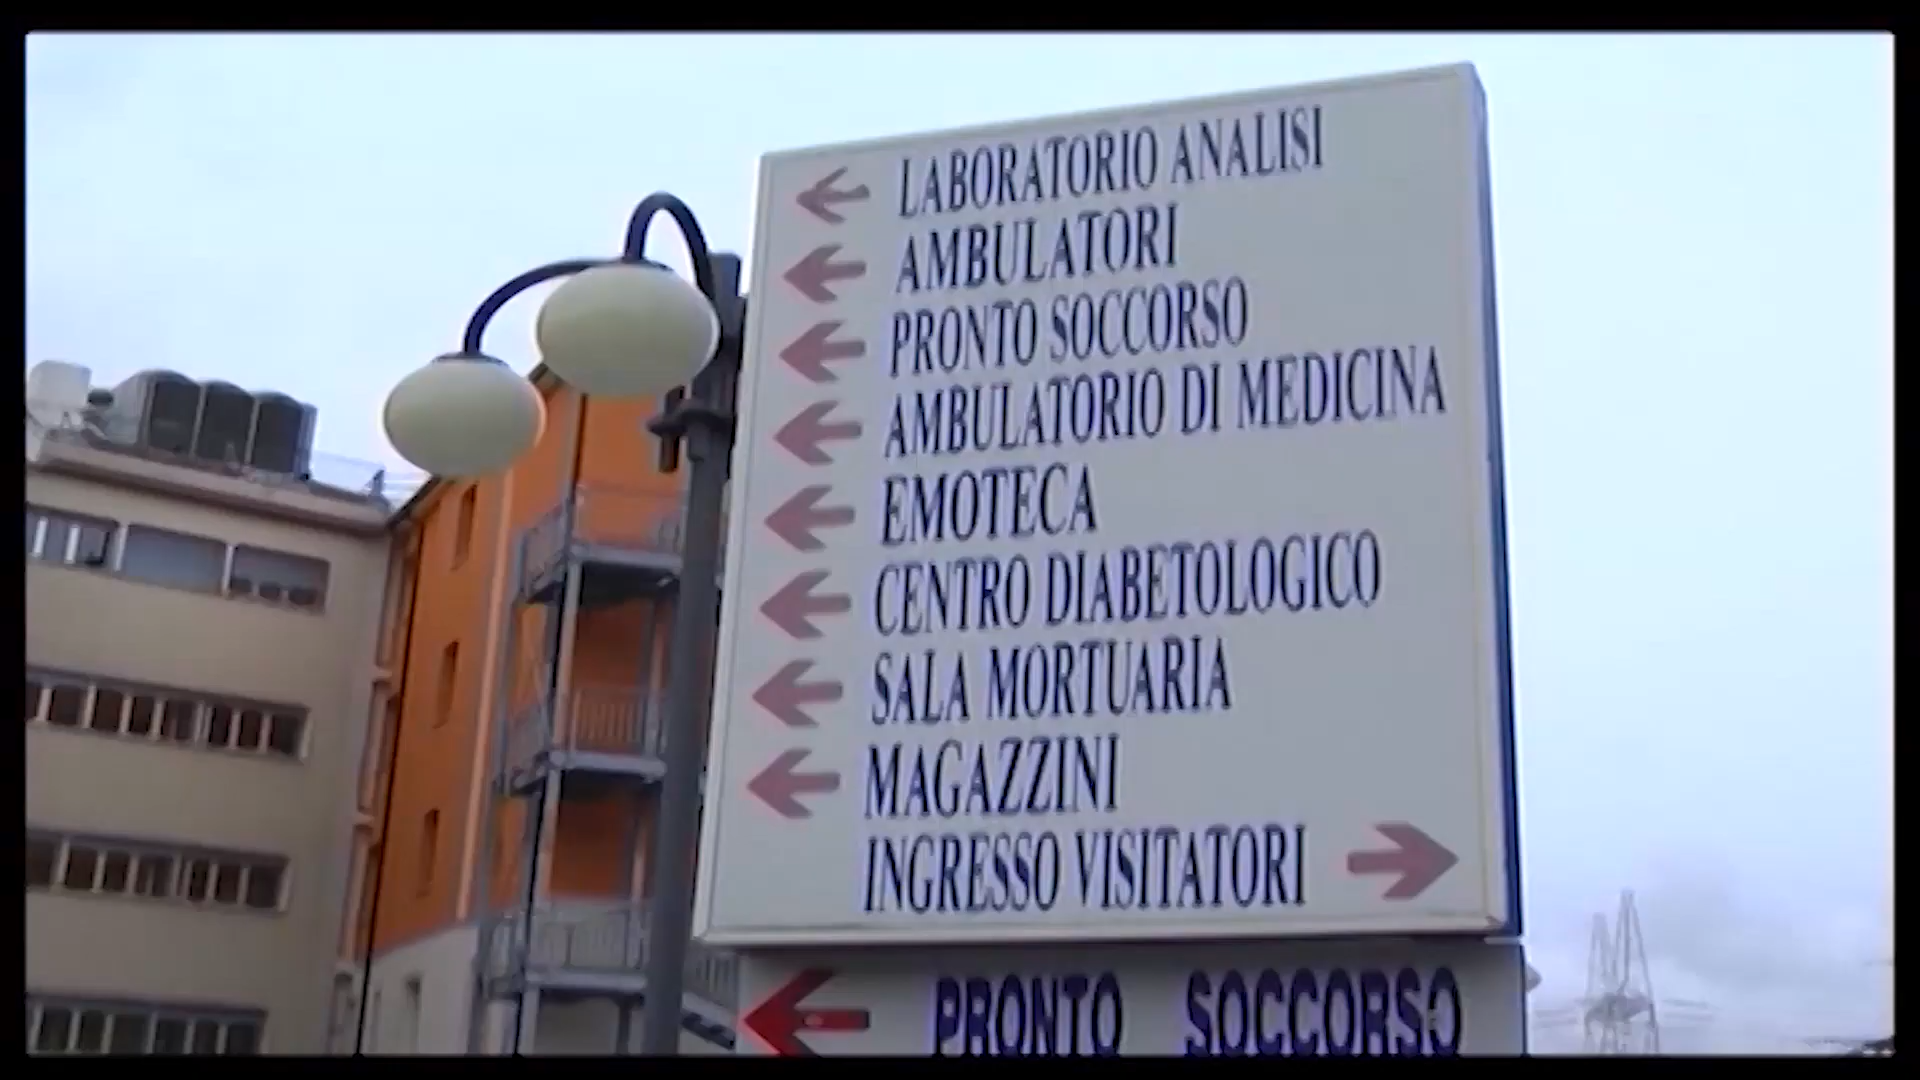 LABORATORIO ANALISI
AMBULATORI
PRONTO SOCCORSO
AMBULATORIO DI MEDICINA
EMOTECA
CENTRO DIABETOLOGICO
SALA MORTUARIA
MAGAZZINI
INGRESSO VISITATORI
PRONTO SOCCORSO